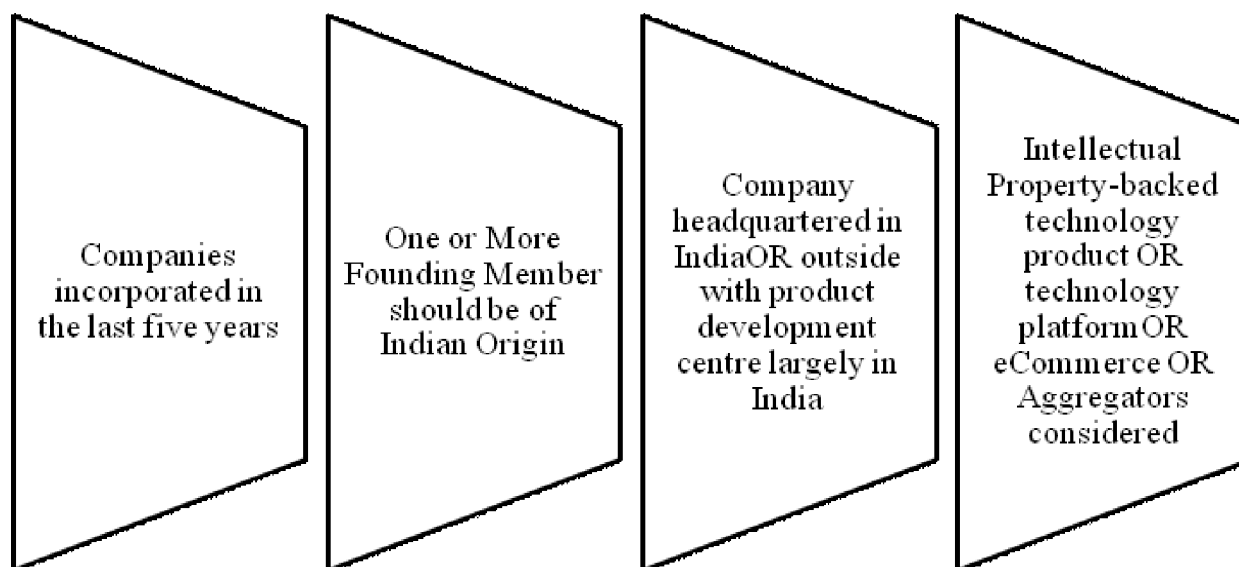 Companies
incorporated in
the last five years
One or More
Founding Member
should be of
Indian Origin
Company
headquartered in
IndiaOR outside
with product
development
centre largely in
India
Intellectual
Property-backed
technology
product OR
technology
platform OR
eCommerce OR
Aggregators
considered